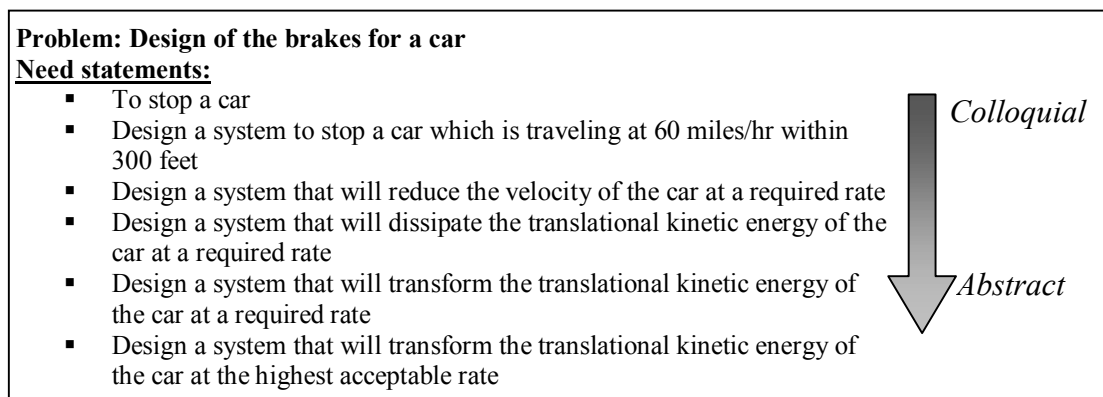 Problem: Design of the brakes for a car
Need statements:
▪ To stop a car
Colloquial
▪ Design a system to stop a car which is traveling at 60 miles/hr within
300 feet
▪ Design a system that will reduce the velocity of the car at a required rate
▪ Design a system that will dissipate the translational kinetic energy of the
car at a required rate
▪ Design a system that will transform the translational kinetic energy of
Abstract
the car at a required rate
▪ Design a system that will transform the translational kinetic energy of
the car at the highest acceptable rate